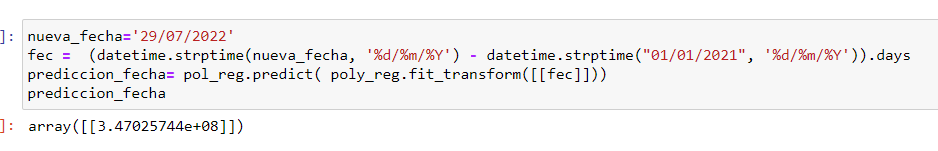 ]:
nueva_fecha='29/07/2022'
fec =  (datetime.strptime(nueva_fecha, '%d/%m/%Y') - datetime.strptime("01/01/2021", '%d/%m/%Y')).days
prediccion_fecha= pol_reg.predict( poly_reg.fit_transform([[fec]]))
prediccion_fecha
]: array([[3.47025744e+08]])